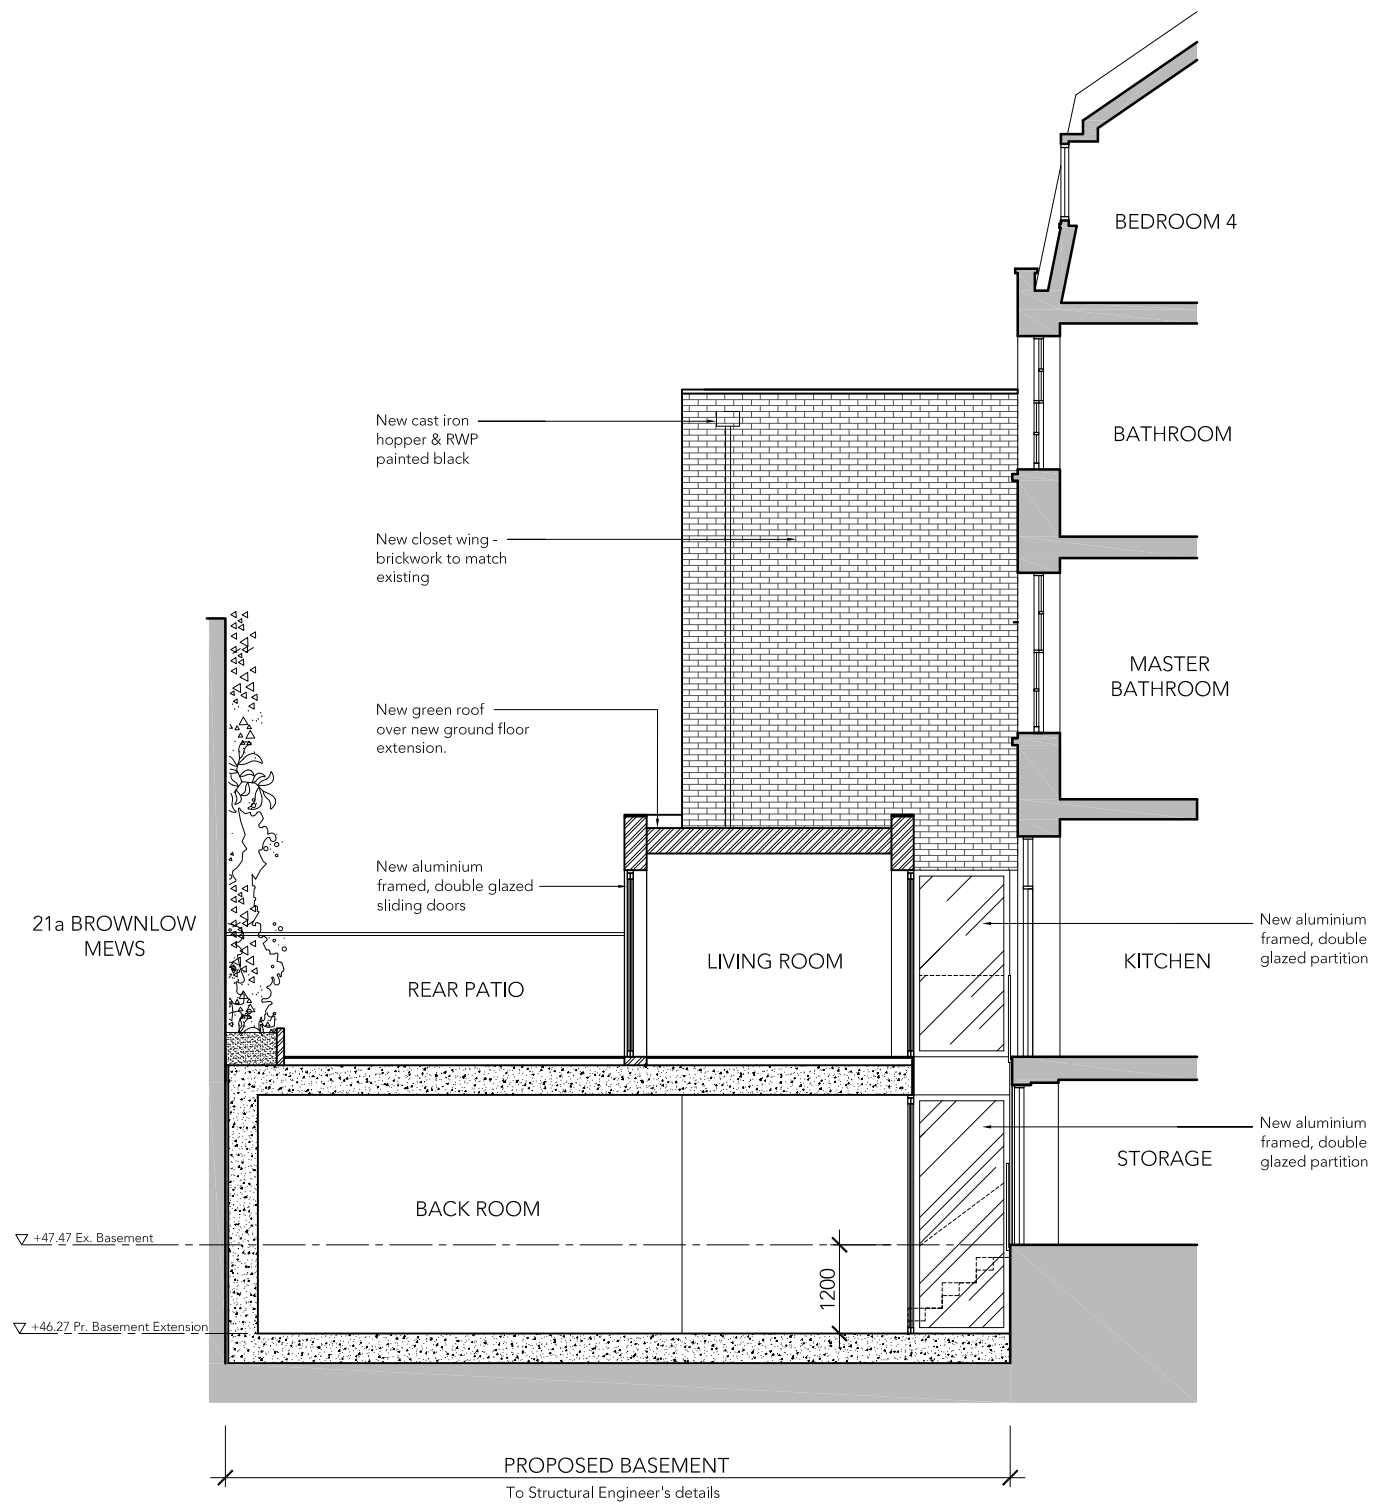 BEDROOM 4
New cast iron
hopper & RWP
painted black
BATHROOM
New closet wing -
brickwork to match
existing
MASTER
BATHROOM
New green roof
over new ground floor
extension.
New aluminium
framed, double glazed
sliding doors
21a BROWNLOW
MEWS
REAR PATIO
LIVING ROOM
KITCHEN
New aluminium
framed, double
glazed partition
New aluminium
framed, double
glazed partition
STORAGE
BACK ROOM
+47.47 Ex. Basement
1200
+46.27 Pr. Basement Extension
PROPOSED BASEMENT
To Structural Engineer's details